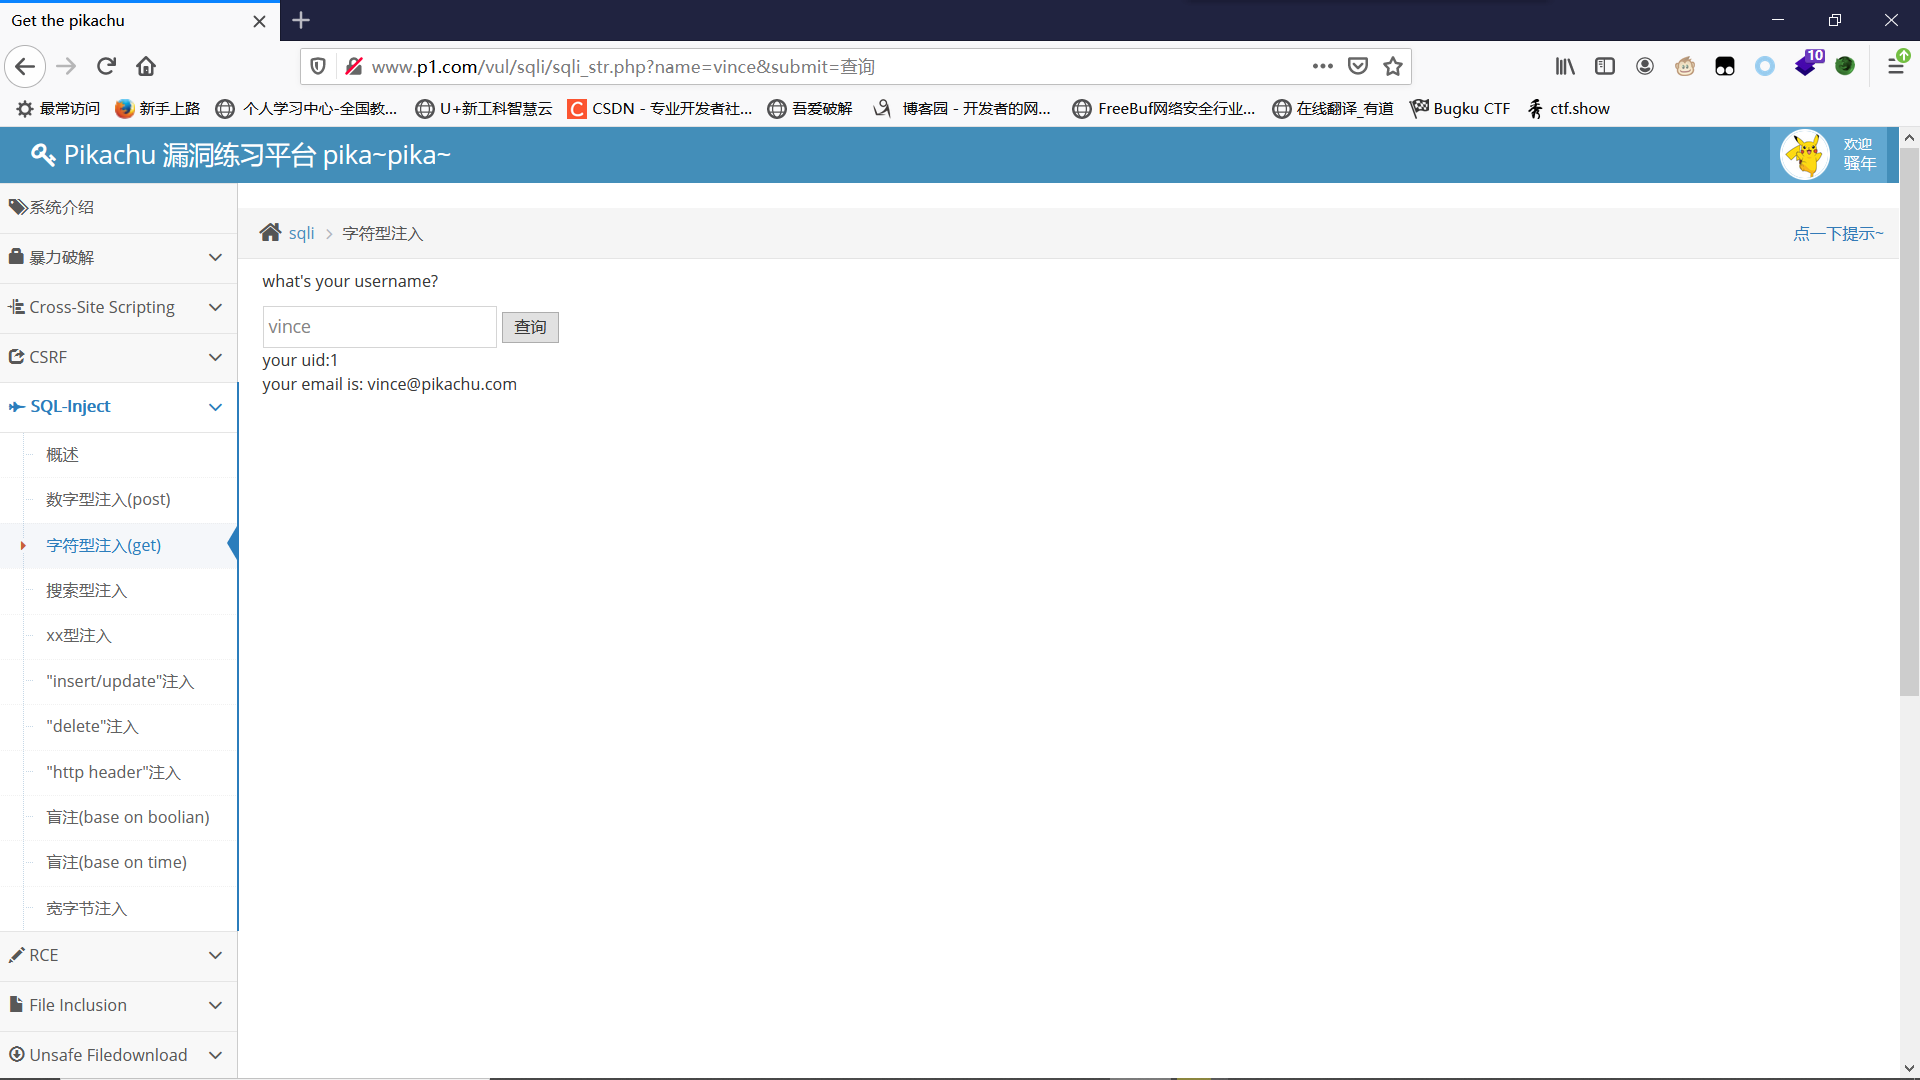 Get the pikachu
www.p1.com/vul/sqli/sqli_str.php?name=vince&submit=查询
10
最常访问 新手上路 个人学习中心-全国教... U+新工科智慧云 CSDN - 专业开发者社... 吾爱破解 博客园 - 开发者的网... FreeBuf网络安全行业... 在线翻译_有道 Bugku CTF ctf.show
Pikachu 漏洞练习平台 pika~pika~
欢迎
骚年
系统介绍
暴力破解
Cross-Site Scripting
CSRF
SQL-Inject
概述
数字型注入(post)
字符型注入(get)
搜索型注入
xx型注入
"insert/update"注入
"delete"注入
"http header"注入
盲注(base on boolian)
盲注(base on time)
宽字节注入
RCE
File Inclusion
Unsafe Filedownload
sqli 字符型注入
点一下提示~
what's your username?
vince 查询
your uid:1
your email is: vince@pikachu.com